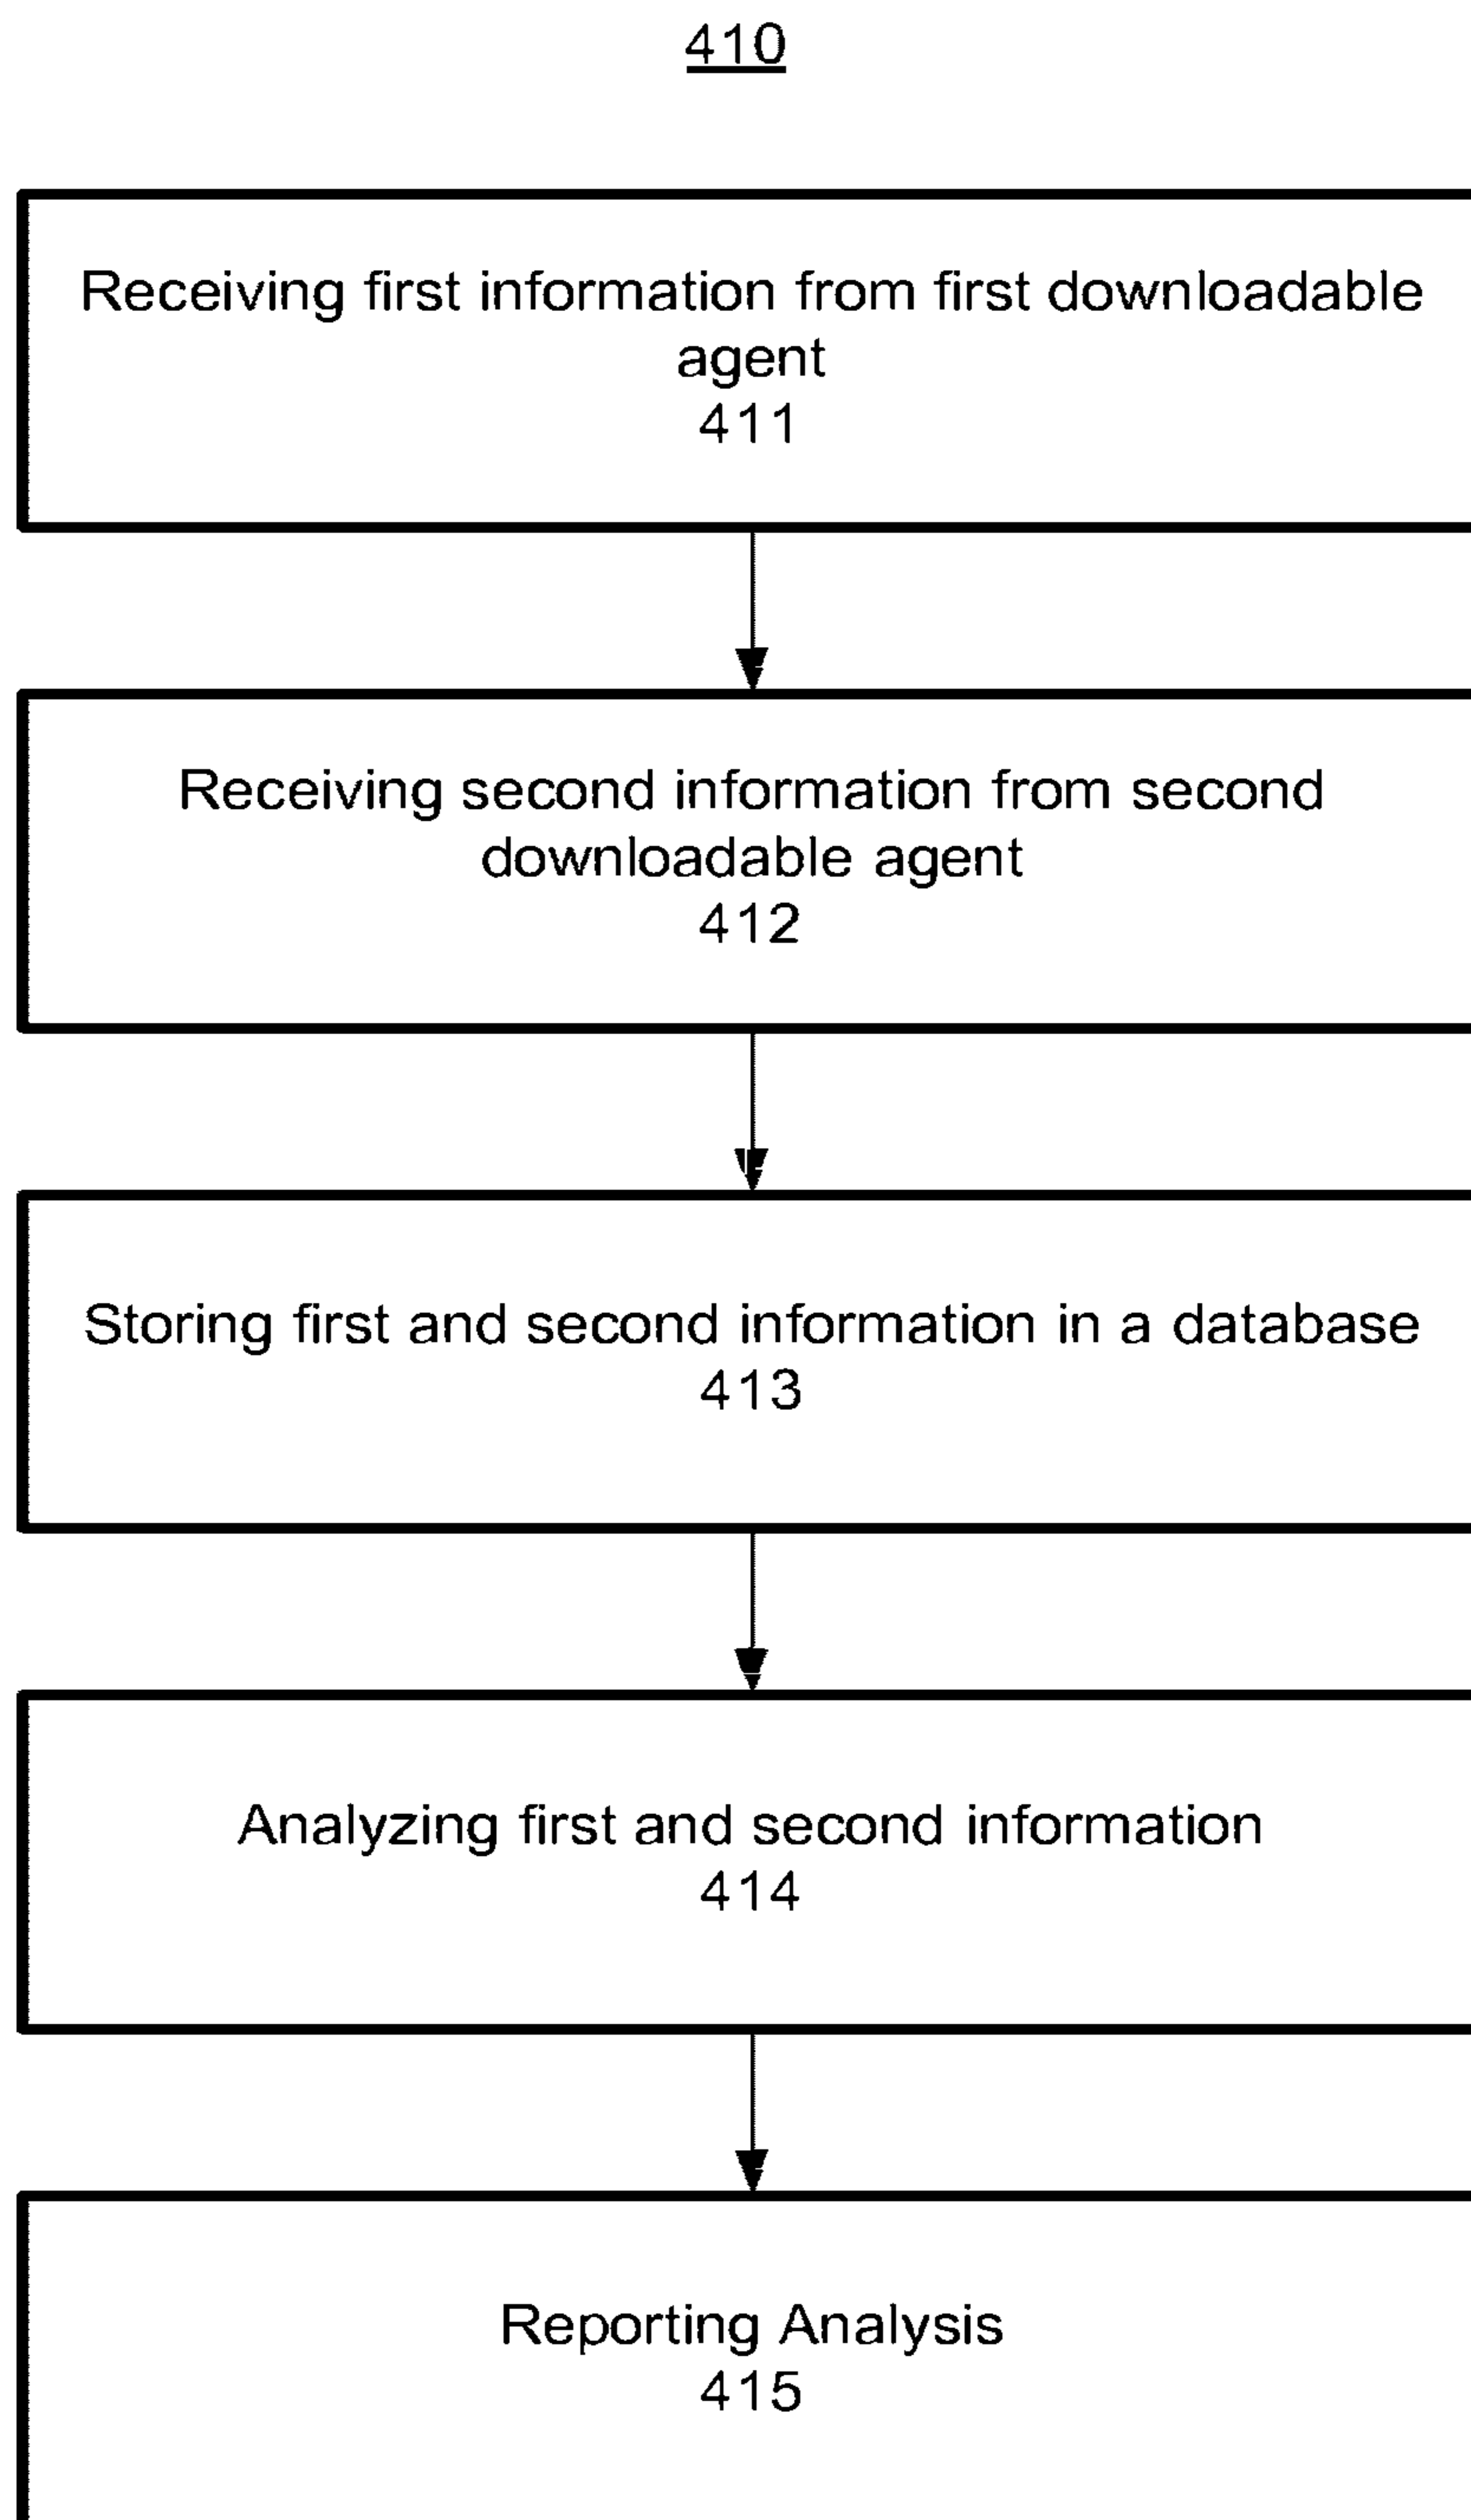 410
Receiving first information from first downloadable
agent
411
Receiving second information from second
downloadable agent
412
Storing first and second information in a database
413
Analyzing first and second information
414
Reporting Analysis
415